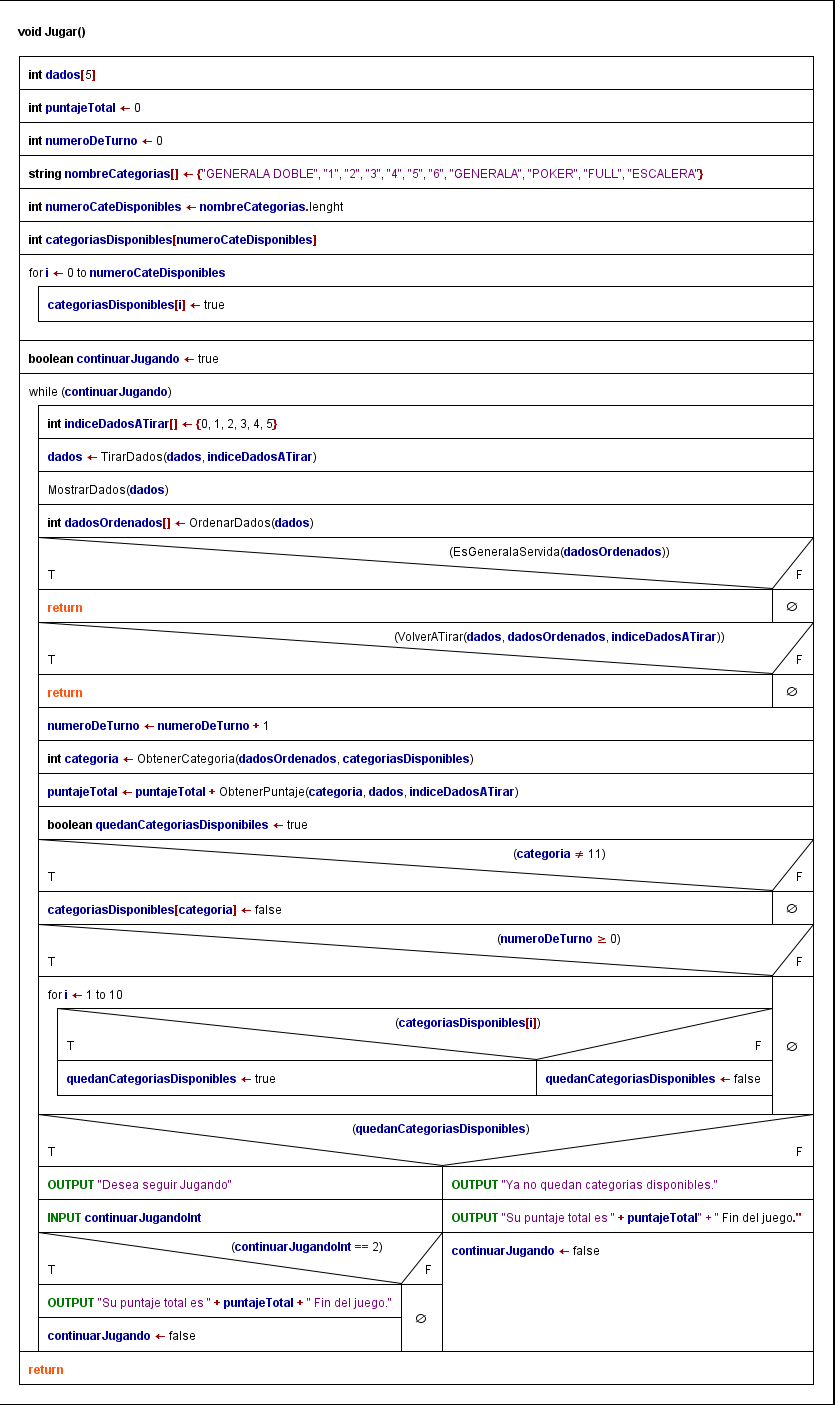 void Jugar()
int dados[5]
int puntajeTotal ← 0
int numeroDeTurno ← 0
string nombreCategorias[] ← {"GENERALA DOBLE", "1", "2", "3", "4", "5", "6", "GENERALA", "POKER", "FULL", "ESCALERA"}
int numeroCateDisponibles ← nombreCategorias.lenght
int categoriasDisponibles[numeroCateDisponibles]
for i ← 0 to numeroCateDisponibles
categoriasDisponibles[i] ← true
boolean continuarJugando ← true
while (continuarJugando)
int indiceDadosATirar[] ← {0, 1, 2, 3, 4, 5}
dados ← TirarDados(dados, indiceDadosATirar)
MostrarDados(dados)
int dadosOrdenados[] ← OrdenarDados(dados)
(EsGeneralaServida(dadosOrdenados))
T F
return ∅
(VolverATirar(dados, dadosOrdenados, indiceDadosATirar))
T F
return ∅
numeroDeTurno ← numeroDeTurno + 1
int categoria ← ObtenerCategoria(dadosOrdenados, categoriasDisponibles)
puntajeTotal ← puntajeTotal + ObtenerPuntaje(categoria, dados, indiceDadosATirar)
boolean quedanCategoriasDisponibiles ← true
(categoria ≠ 11)
T F
categoriasDisponibles[categoria] ← false ∅
(numeroDeTurno ≥ 0)
T F
for i ← 1 to 10
(categoriasDisponibles[i])
T F
∅
quedanCategoriasDisponibles ← true quedanCategoriasDisponibles ← false
(quedanCategoriasDisponibles)
T F
OUTPUT "Desea seguir Jugando" OUTPUT "Ya no quedan categorias disponibles."
INPUT continuarJugandoInt OUTPUT "Su puntaje total es " + puntajeTotal" + " Fin del juego."
(continuarJugandoInt == 2) continuarJugando ← false
T F
OUTPUT "Su puntaje total es " + puntajeTotal + " Fin del juego."
∅
continuarJugando ← false
return